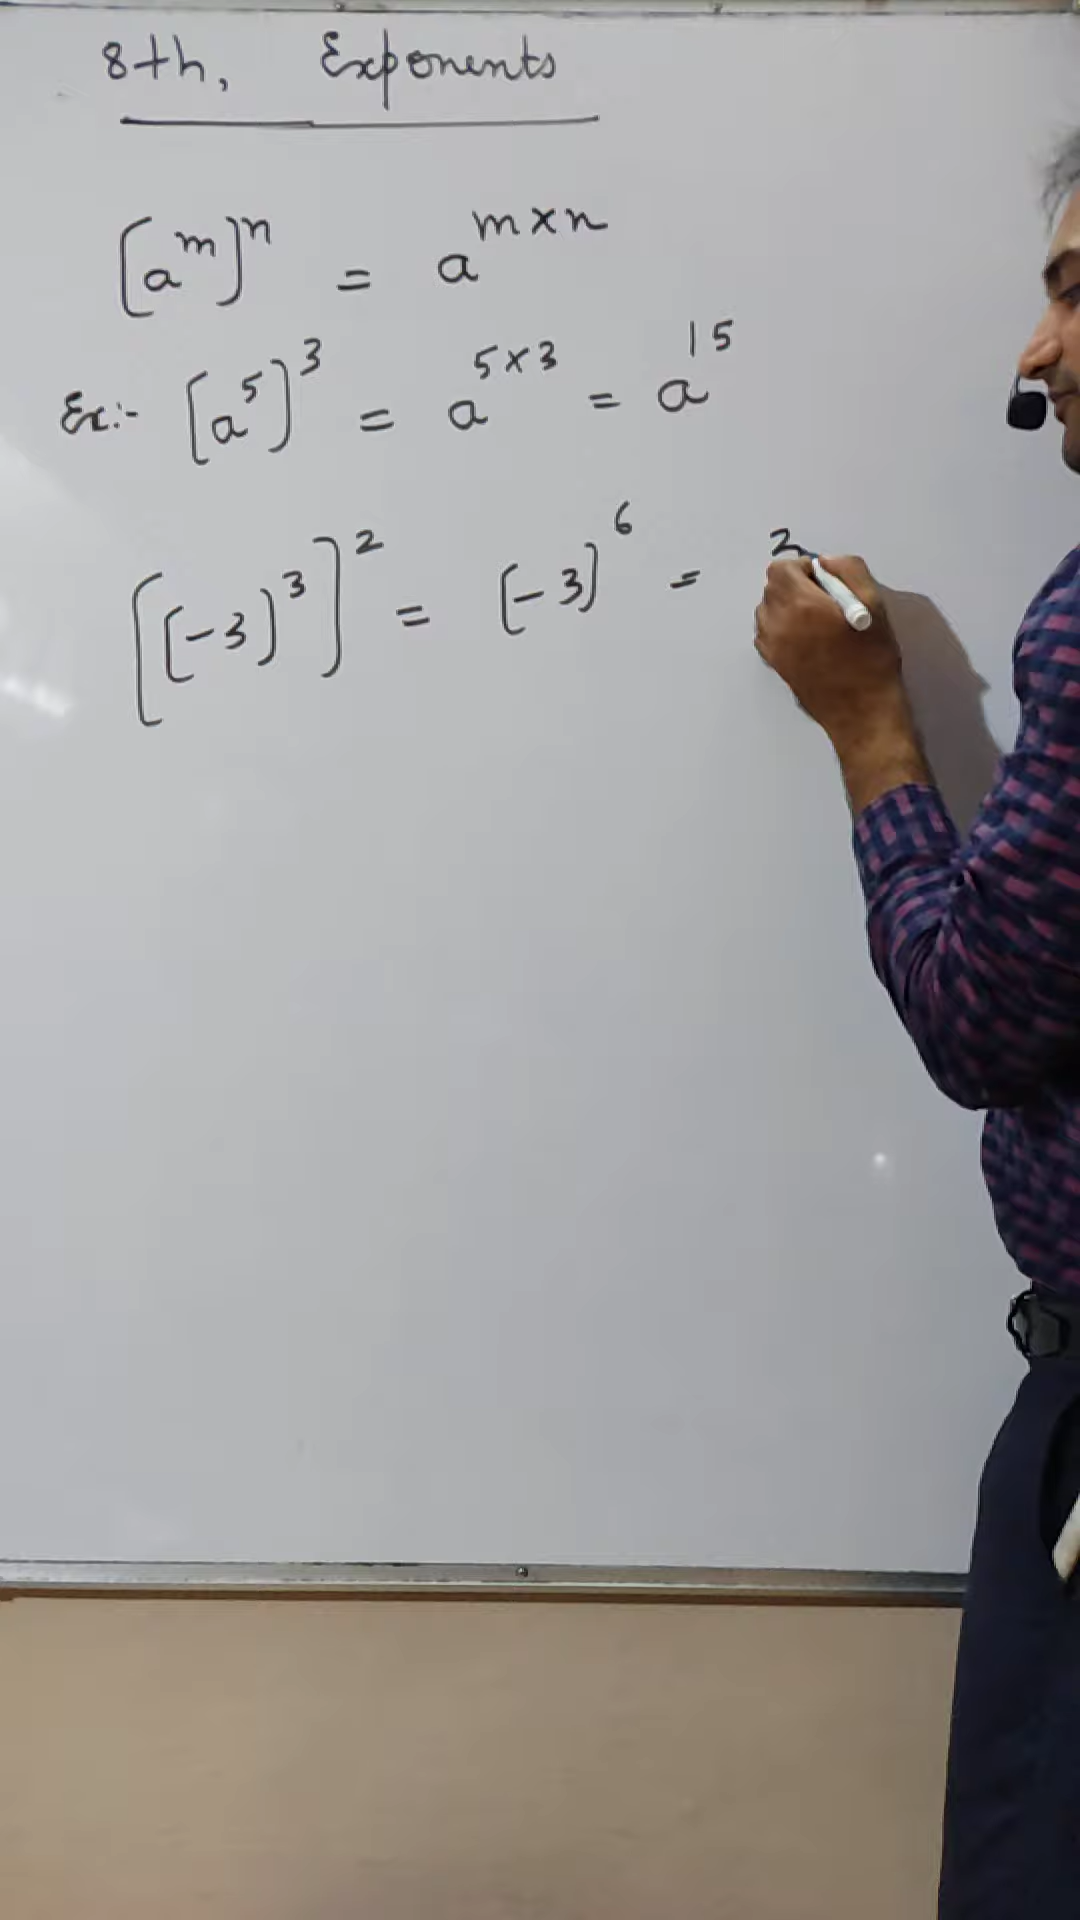 8th, Exponents
[a^m]^n = a^m×n
Ex:- [a^5]^3 = a^5×3 = a^15
[[-3)^3]^2 = [-3)^6 =